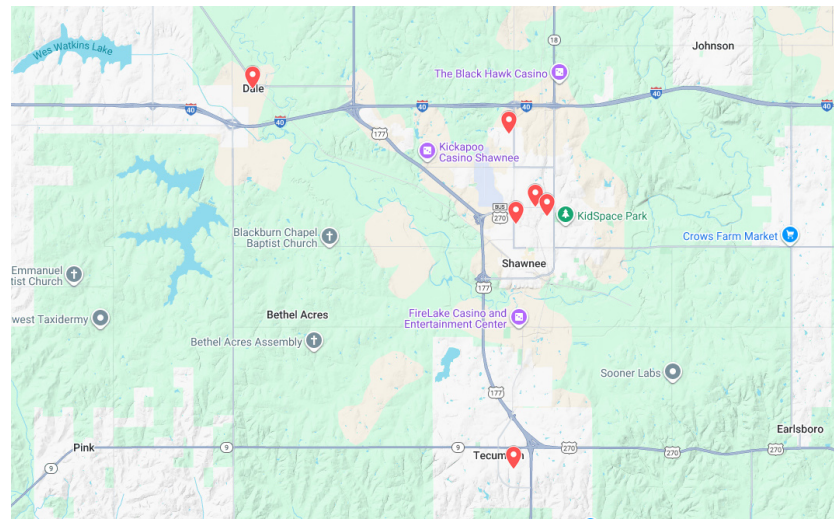 18
Johnson
Wes Watkins Lake
The Black Hawk Casino
Dale
40
40
40
40
40
40
177
Kickapoo
Casino Shawnee
177
BUS
270
KidSpace Park
Blackburn Chapel
Baptist Church
Crows Farm Market
Shawnee
Emmanuel
tist Church
177
west Taxidermy
Bethel Acres
FireLake Casino and
Entertainment Center
Bethel Acres Assembly
Sooner Labs
177
Earlsboro
Pink
9
9
270
270
270
9